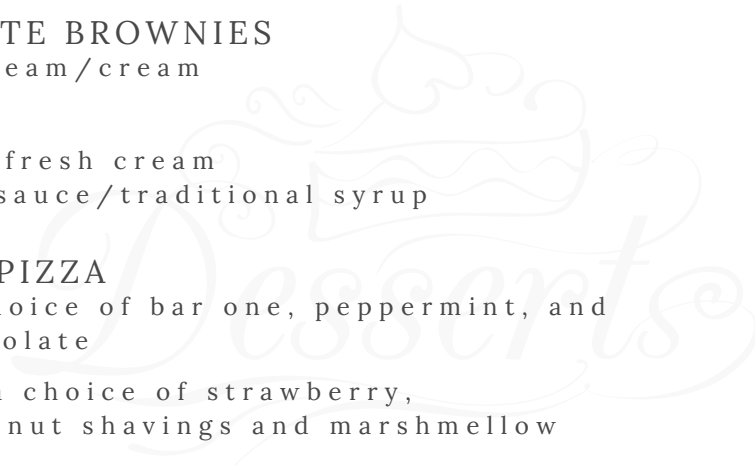 TE BROWNIES
eam/cream
fresh cream
sauce/traditional syrup
PIZZA
oice of bar one, peppermint, and
olate
choice of strawberry,
nut shavings and marshmellow
Desserts